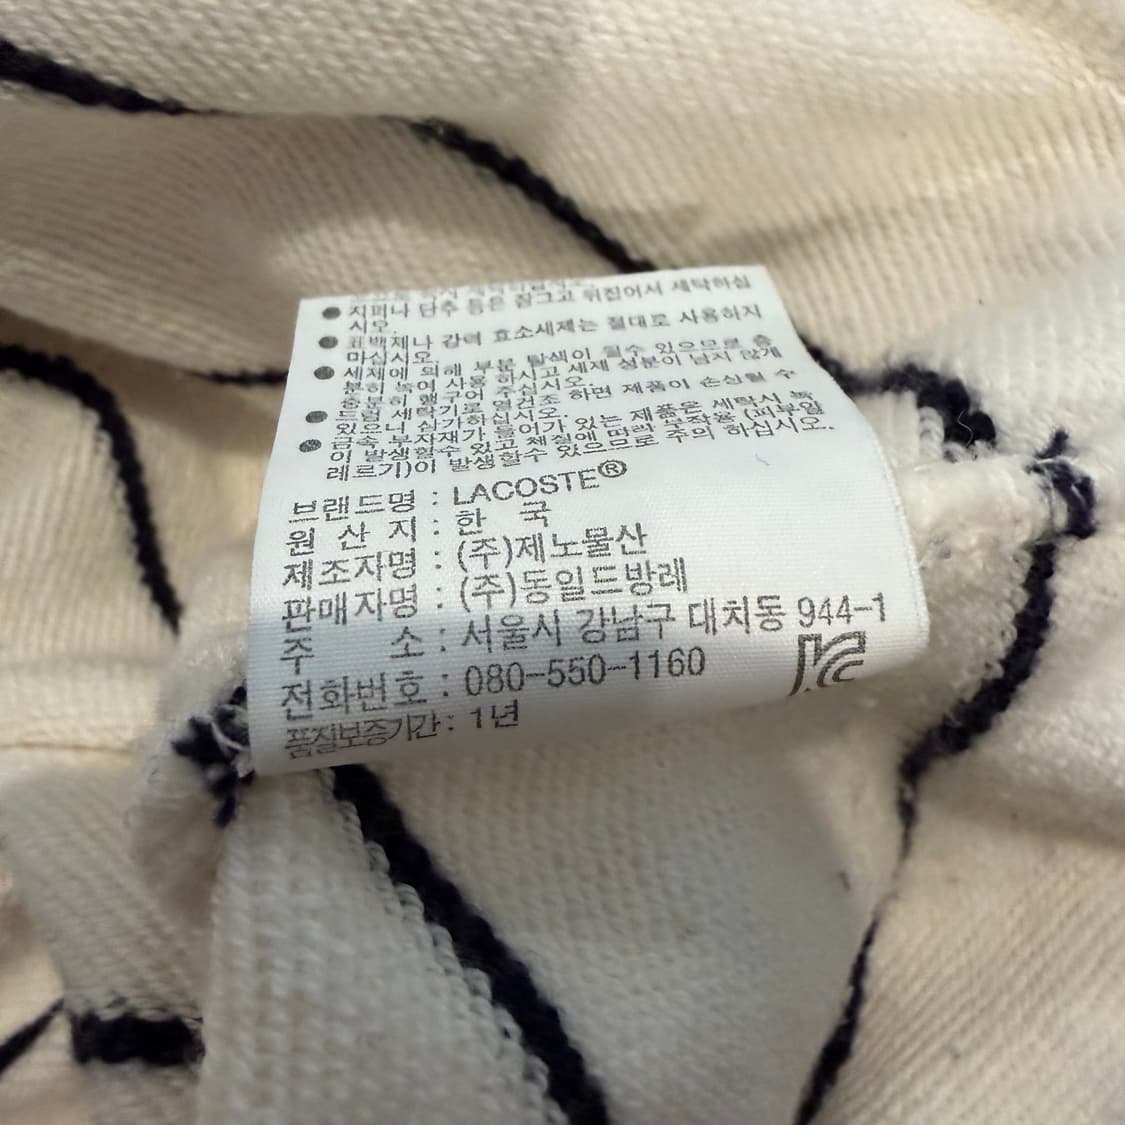 ● 지퍼나 단추 등은 잠그고 뒤집어서 세탁하십
시오.
● 표백제나 강력 효소세제는 절대로 사용하지
마십시오.
● 세제에 의해 부분 탈색이 될수 있으므로 충
분히 녹여 사용 하시고 세제 성분이 남지 않게
충분히 헹구어 주십시오.
● 드럼 세탁기로 열건조 하면 제품이 손상될 수
있으니 삼가하십시오.
● 금속 부자재가 들어가 있는 제품은 세탁시 녹
이 발생할수 있고 체질에 따라 부작용 (피부알
레르기)이 발생할수 있으므로 주의 하십시오.
브랜드명 : LACOSTE®
원 산 지 : 한 국
제조자명 : (주)제노물산
판매자명 : (주)동일드방레
주 소 : 서울시 강남구 대치동 944-1
전화번호 : 080-550-1160
품질보증기간 : 1년